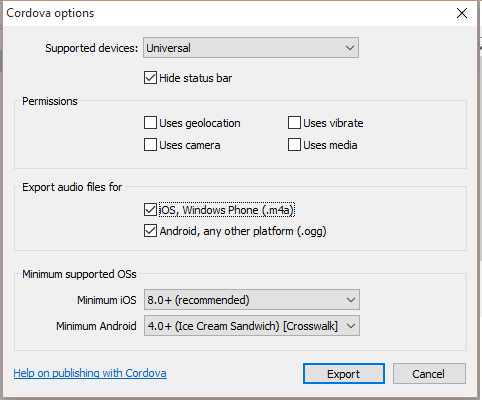 Cordova options
Supported devices: Universal
Hide status bar
Permissions
Uses geolocation Uses vibrate
Uses camera Uses media
Export audio files for
iOS, Windows Phone (.m4a)
Android, any other platform (.ogg)
Minimum supported OSs
Minimum iOS 8.0+ (recommended)
Minimum Android 4.0+ (Ice Cream Sandwich) [Crosswalk]
Help on publishing with Cordova Export Cancel